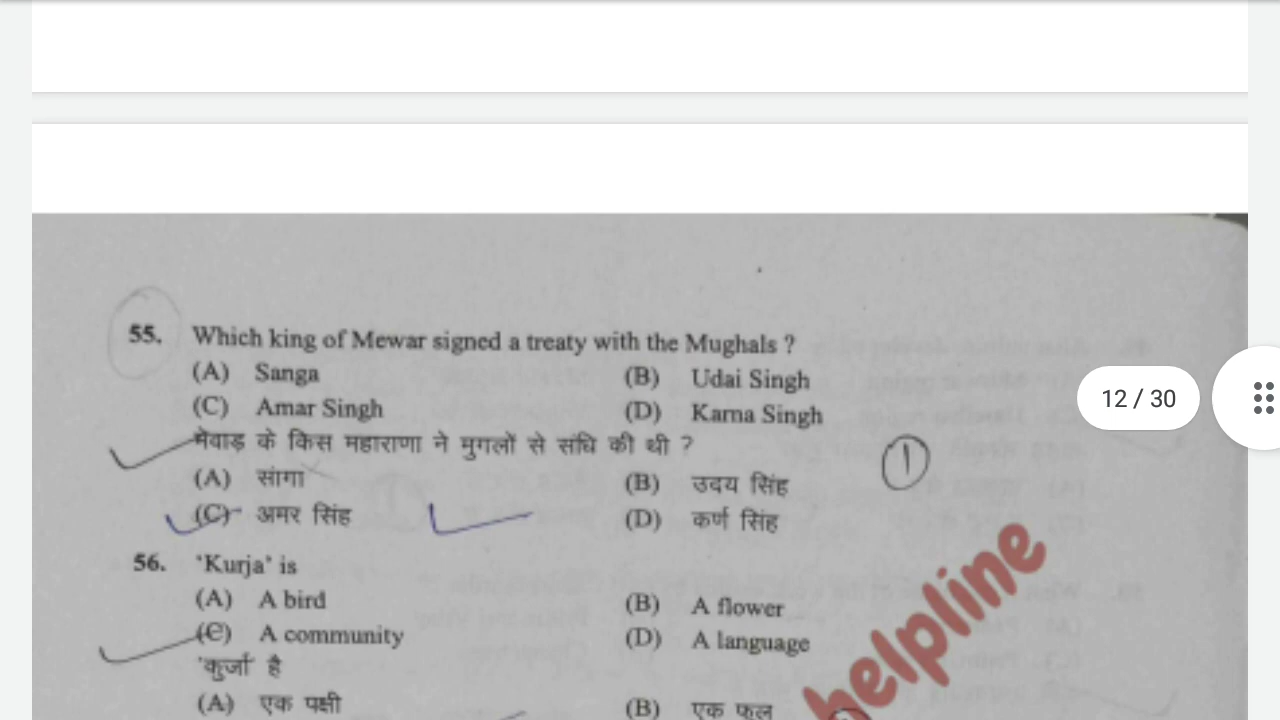 55. Which king of Mewar signed a treaty with the Mughals ?
(A) Sanga (B) Udai Singh
(C) Amar Singh (D) Karna Singh
12 / 30
मेवाड़ के किस महाराणा ने मुगलों से संधि की थी ?
(A) सांगा (B) उदय सिंह
(C) अमर सिंह (D) कर्ण सिंह
1
56. 'Kurja' is
(A) A bird (B) A flower
(C) A community (D) A language
'कुर्जा' है
(A) एक पक्षी (B) एक फूल
helpline